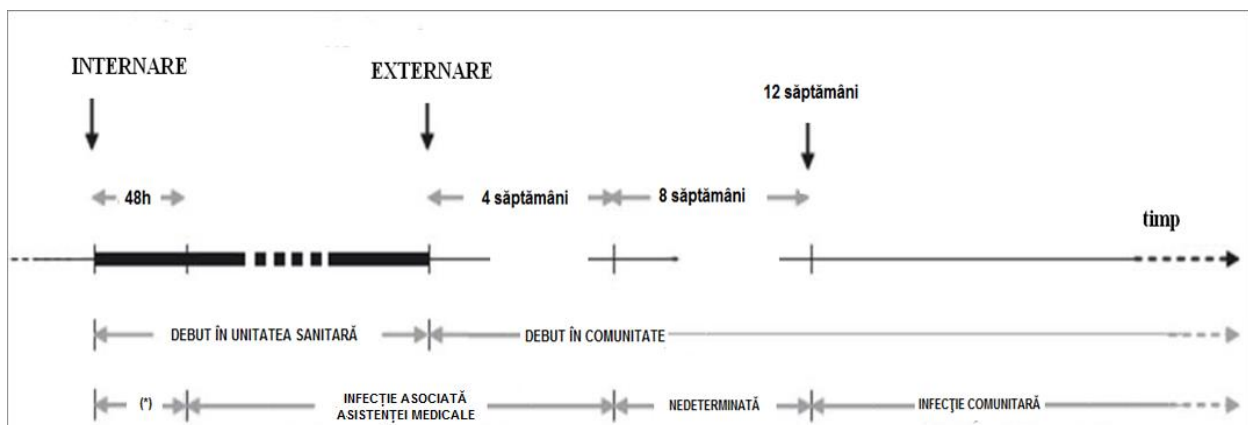 INTERNARE
EXTERNARE
12 săptămâni
48h
4 săptămâni
8 săptămâni
timp
DEBUT ÎN UNITATEA SANITARĂ
DEBUT ÎN COMUNITATE
(*)
INFECȚIE ASOCIATĂ
ASISTENȚEI MEDICALE
NEDETERMINATĂ
INFECŢIE COMUNITARĂ